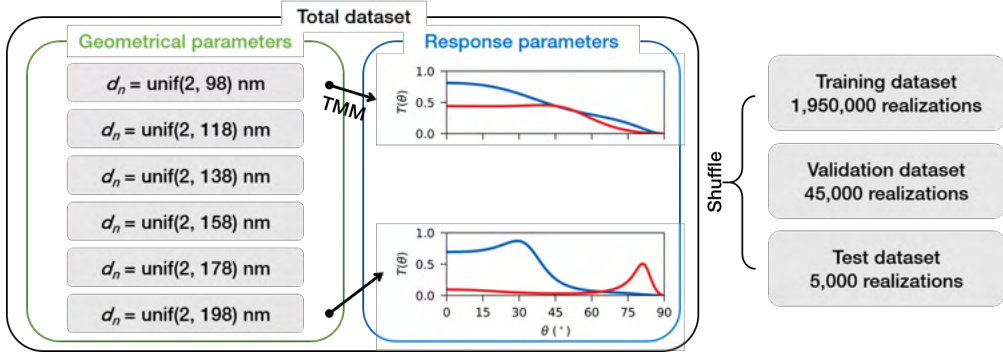 Total dataset
Geometrical parameters
dₙ = unif(2, 98) nm
dₙ = unif(2, 118) nm
dₙ = unif(2, 138) nm
dₙ = unif(2, 158) nm
dₙ = unif(2, 178) nm
dₙ = unif(2, 198) nm
TMM
Response parameters
1.0
0.5
0.0
T(θ)
1.0
0.5
0.0
T(θ)
0 15 30 45 60 75 90
θ (°)
Shuffle
Training dataset
1,950,000 realizations
Validation dataset
45,000 realizations
Test dataset
5,000 realizations